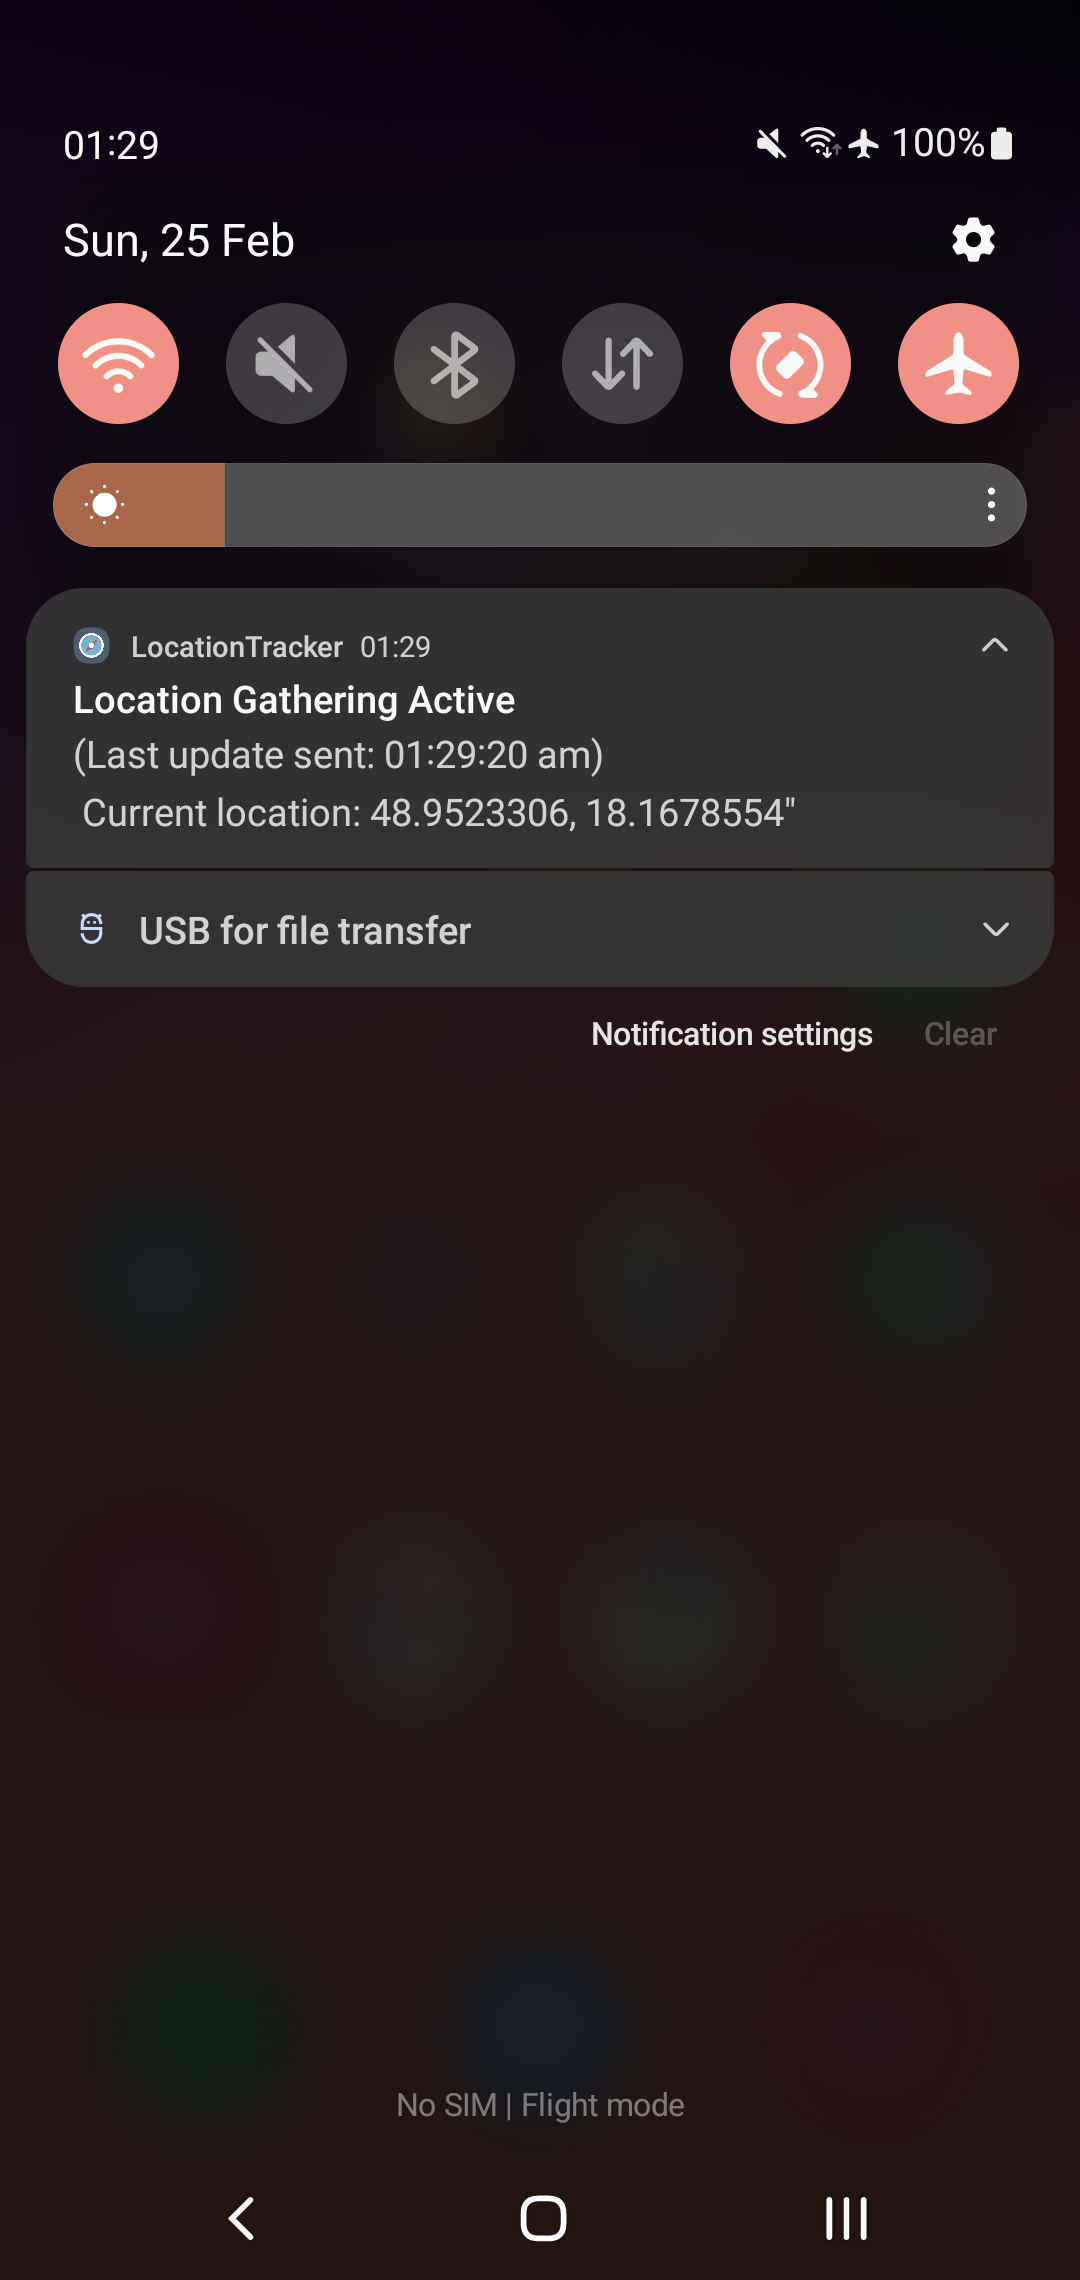 01:29
100%
Sun, 25 Feb
LocationTracker 01:29
Location Gathering Active
(Last update sent: 01:29:20 am)
Current location: 48.9523306, 18.1678554"
USB for file transfer
Notification settings Clear
No SIM | Flight mode